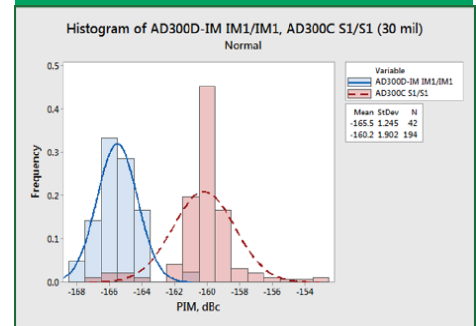 Histogram of AD300D-IM IM1/IM1, AD300C S1/S1 (30 mil)
Normal
Variable
AD300D-IM IM1/IM1
AD300C S1/S1
Mean StDev N
-165.5 1.245 42
-160.2 1.902 194
Frequency
0.5
0.4
0.3
0.2
0.1
0.0
-168 -166 -164 -162 -160 -158 -156 -154
PIM, dBc